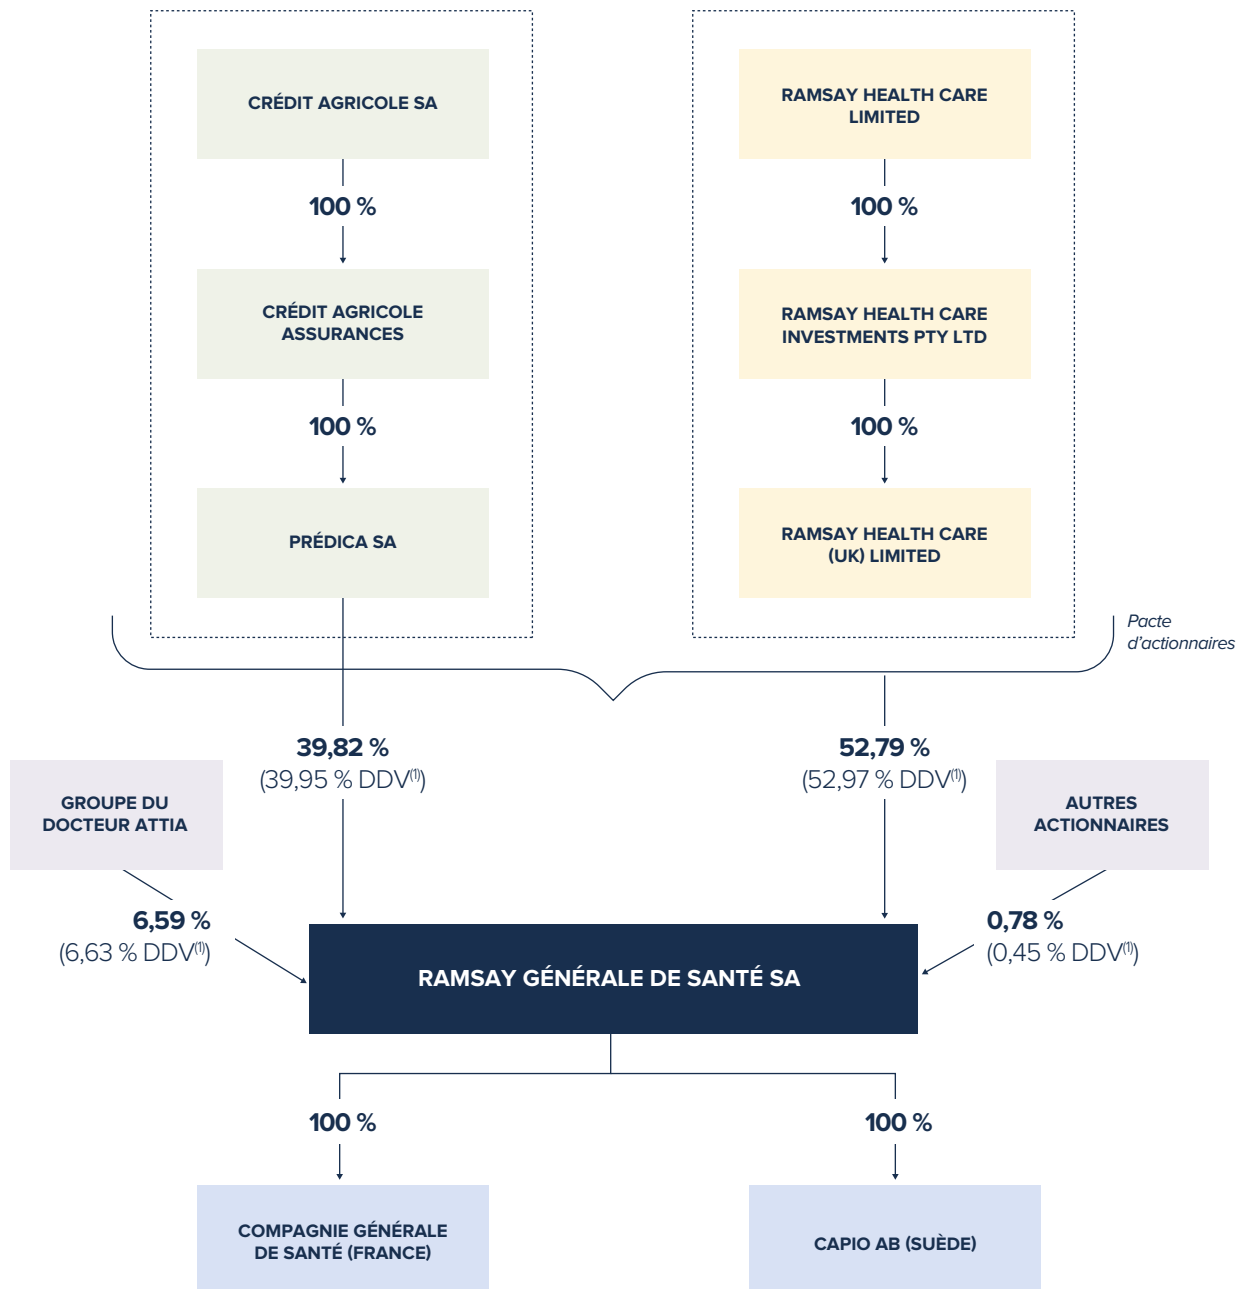 CRÉDIT AGRICOLE SA
100 %
CRÉDIT AGRICOLE
ASSURANCES
100 %
PRÉDICA SA
RAMSAY HEALTH CARE
LIMITED
100 %
RAMSAY HEALTH CARE
INVESTMENTS PTY LTD
100 %
RAMSAY HEALTH CARE
(UK) LIMITED
Pacte
d'actionnaires
39,82 %
(39,95 % DDV(1))
52,79 %
(52,97 % DDV(1))
GROUPE DU
DOCTEUR ATTIA
6,59 %
(6,63 % DDV(1))
AUTRES
ACTIONNAIRES
0,78 %
(0,45 % DDV(1))
RAMSAY GÉNÉRALE DE SANTÉ SA
100 %
100 %
COMPAGNIE GÉNÉRALE
DE SANTÉ (FRANCE)
CAPIO AB (SUÈDE)